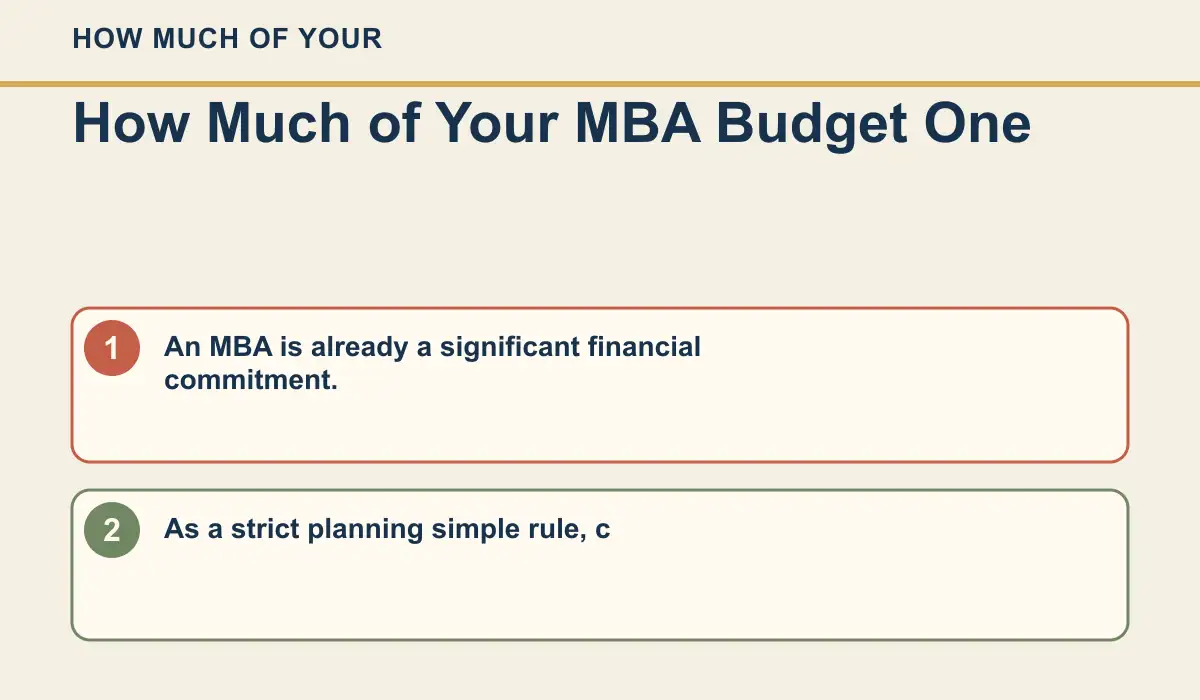 HOW MUCH OF YOUR
How Much of Your MBA Budget One
1
An MBA is already a significant financial
commitment.
2
As a strict planning simple rule, c